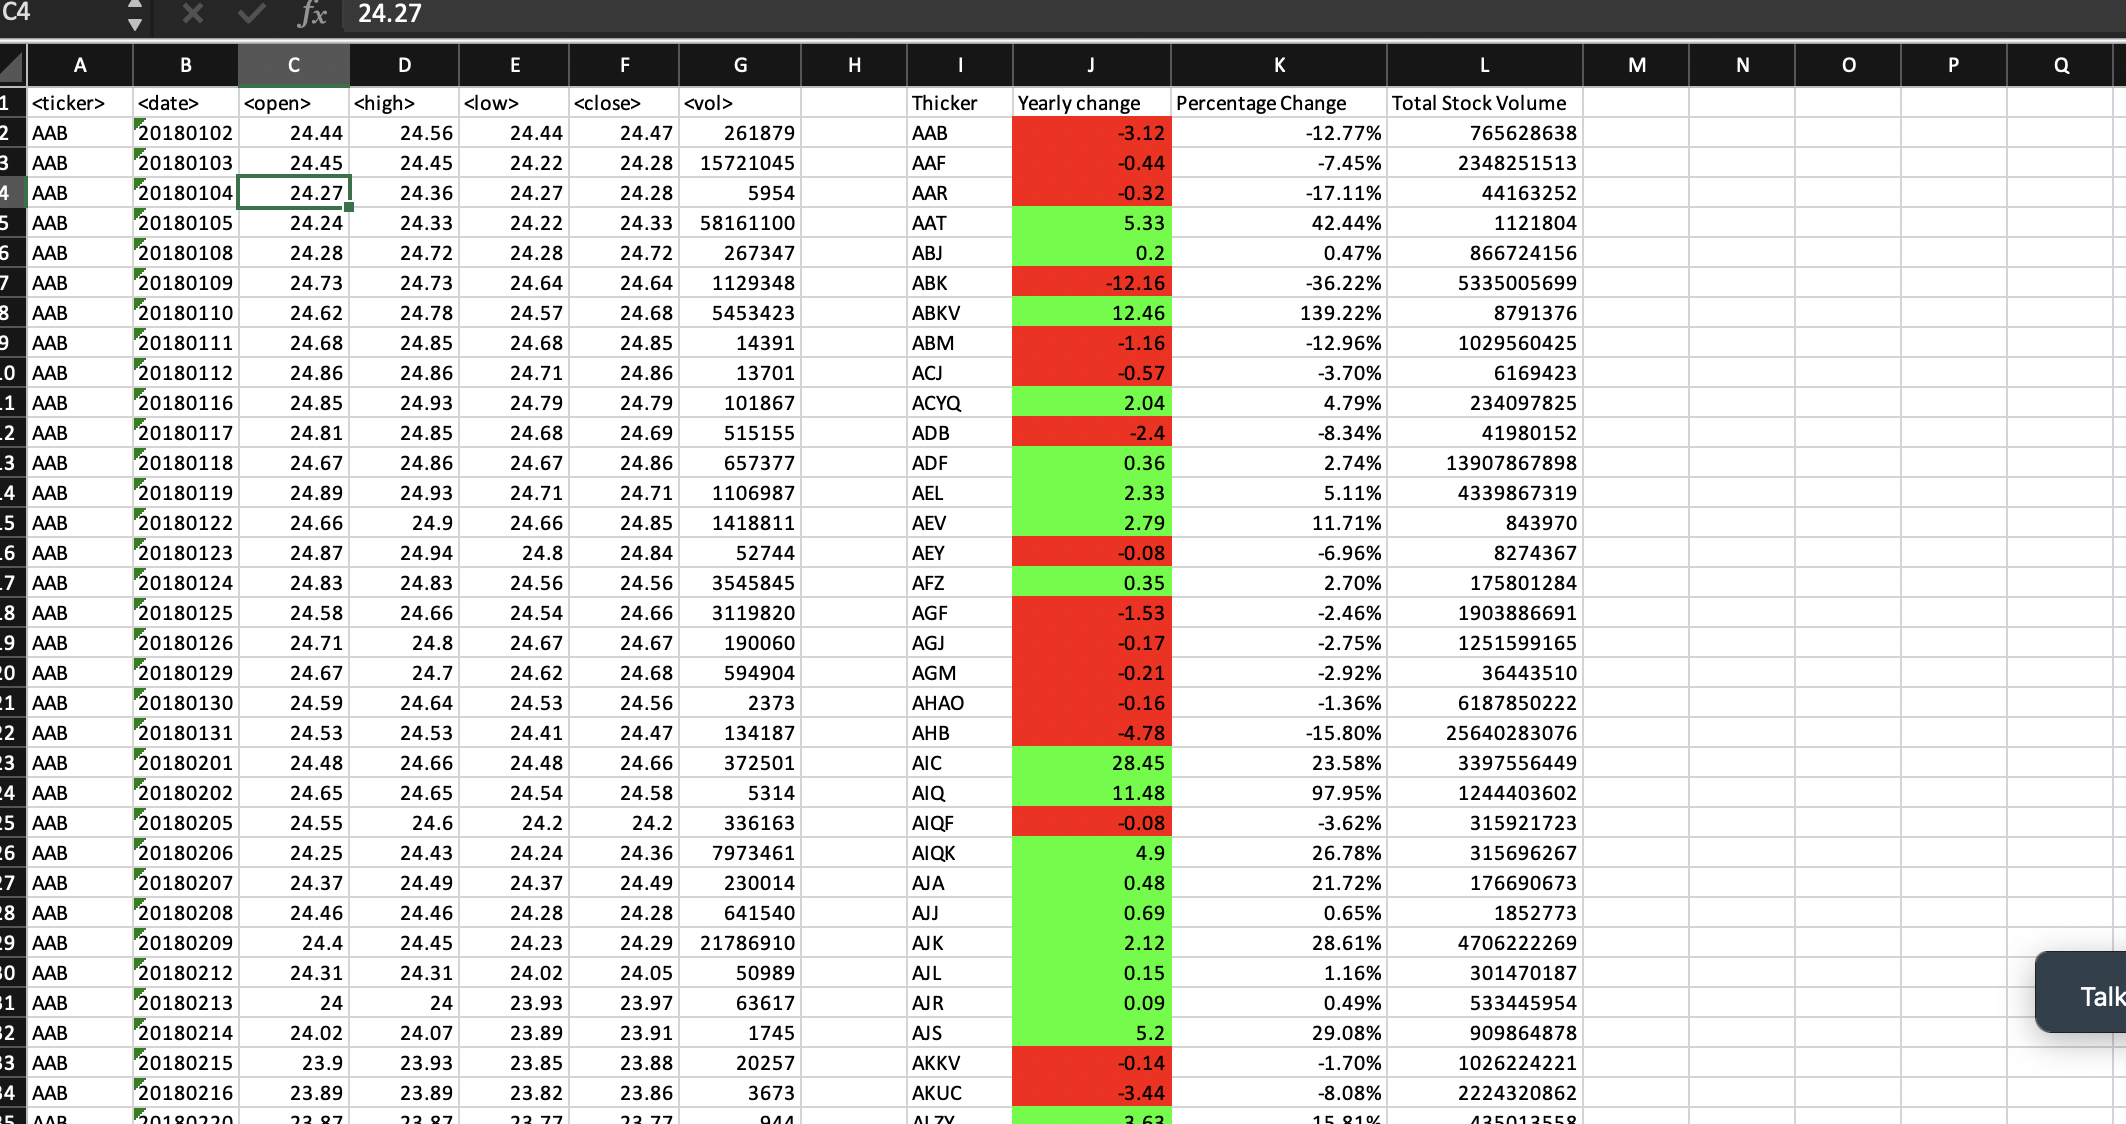 C4 fx 24.27
A B C D E F G H I J K L M N O P Q
1 <ticker> <date> <open> <high> <low> <close> <vol> Thicker Yearly change Percentage Change Total Stock Volume
2 AAB 20180102 24.44 24.56 24.44 24.47 261879 AAB -3.12 -12.77% 765628638
3 AAB 20180103 24.45 24.45 24.22 24.28 15721045 AAF -0.44 -7.45% 2348251513
4 AAB 20180104 24.27 24.36 24.27 24.28 5954 AAR -0.32 -17.11% 44163252
5 AAB 20180105 24.24 24.33 24.22 24.33 58161100 AAT 5.33 42.44% 1121804
6 AAB 20180108 24.28 24.72 24.28 24.72 267347 ABJ 0.2 0.47% 866724156
7 AAB 20180109 24.73 24.73 24.64 24.64 1129348 ABK -12.16 -36.22% 5335005699
8 AAB 20180110 24.62 24.78 24.57 24.68 5453423 ABKV 12.46 139.22% 8791376
9 AAB 20180111 24.68 24.85 24.68 24.85 14391 ABM -1.16 -12.96% 1029560425
0 AAB 20180112 24.86 24.86 24.71 24.86 13701 ACJ -0.57 -3.70% 6169423
1 AAB 20180116 24.85 24.93 24.79 24.79 101867 ACYQ 2.04 4.79% 234097825
2 AAB 20180117 24.81 24.85 24.68 24.69 515155 ADB -2.4 -8.34% 41980152
3 AAB 20180118 24.67 24.86 24.67 24.86 657377 ADF 0.36 2.74% 13907867898
4 AAB 20180119 24.89 24.93 24.71 24.71 1106987 AEL 2.33 5.11% 4339867319
5 AAB 20180122 24.66 24.9 24.66 24.85 1418811 AEV 2.79 11.71% 843970
6 AAB 20180123 24.87 24.94 24.8 24.84 52744 AEY -0.08 -6.96% 8274367
7 AAB 20180124 24.83 24.83 24.56 24.56 3545845 AFZ 0.35 2.70% 175801284
8 AAB 20180125 24.58 24.66 24.54 24.66 3119820 AGF -1.53 -2.46% 1903886691
9 AAB 20180126 24.71 24.8 24.67 24.67 190060 AGJ -0.17 -2.75% 1251599165
20 AAB 20180129 24.67 24.7 24.62 24.68 594904 AGM -0.21 -2.92% 36443510
21 AAB 20180130 24.59 24.64 24.53 24.56 2373 AHAO -0.16 -1.36% 6187850222
22 AAB 20180131 24.53 24.53 24.41 24.47 134187 AHB -4.78 -15.80% 25640283076
23 AAB 20180201 24.48 24.66 24.48 24.66 372501 AIC 28.45 23.58% 3397556449
24 AAB 20180202 24.65 24.65 24.54 24.58 5314 AIQ 11.48 97.95% 1244403602
25 AAB 20180205 24.55 24.6 24.2 24.2 336163 AIQF -0.08 -3.62% 315921723
26 AAB 20180206 24.25 24.43 24.24 24.36 7973461 AIQK 4.9 26.78% 315696267
27 AAB 20180207 24.37 24.49 24.37 24.49 230014 AJA 0.48 21.72% 176690673
28 AAB 20180208 24.46 24.46 24.28 24.28 641540 AJJ 0.69 0.65% 1852773
29 AAB 20180209 24.4 24.45 24.23 24.29 21786910 AJK 2.12 28.61% 4706222269
30 AAB 20180212 24.31 24.31 24.02 24.05 50989 AJL 0.15 1.16% 301470187
31 AAB 20180213 24 24 23.93 23.97 63617 AJR 0.09 0.49% 533445954
Talk
32 AAB 20180214 24.02 24.07 23.89 23.91 1745 AJS 5.2 29.08% 909864878
33 AAB 20180215 23.9 23.93 23.85 23.88 20257 AKKV -0.14 -1.70% 1026224221
34 AAB 20180216 23.89 23.89 23.82 23.86 3673 AKUC -3.44 -8.08% 2224320862
35 AAB 20180220 23.87 23.87 23.77 23.77 944 ALZY 3.63 15.81% 435013558